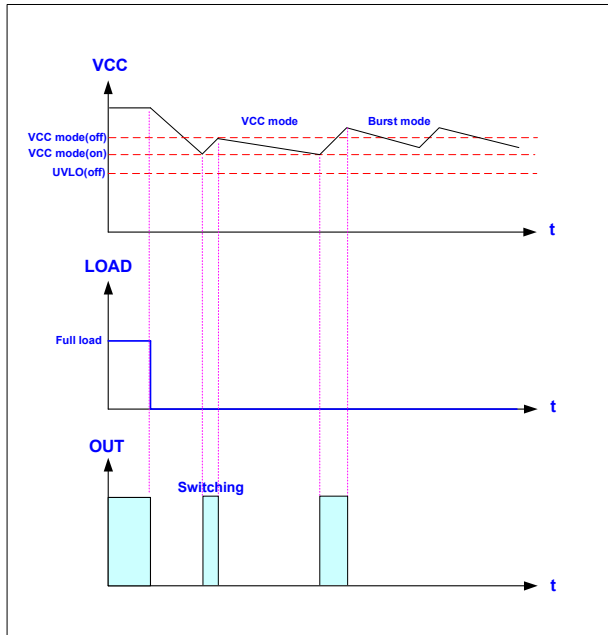 VCC
VCC mode
Burst mode
VCC mode(off)
VCC mode(on)
UVLO(off)
t
LOAD
Full load
t
OUT
Switching
t